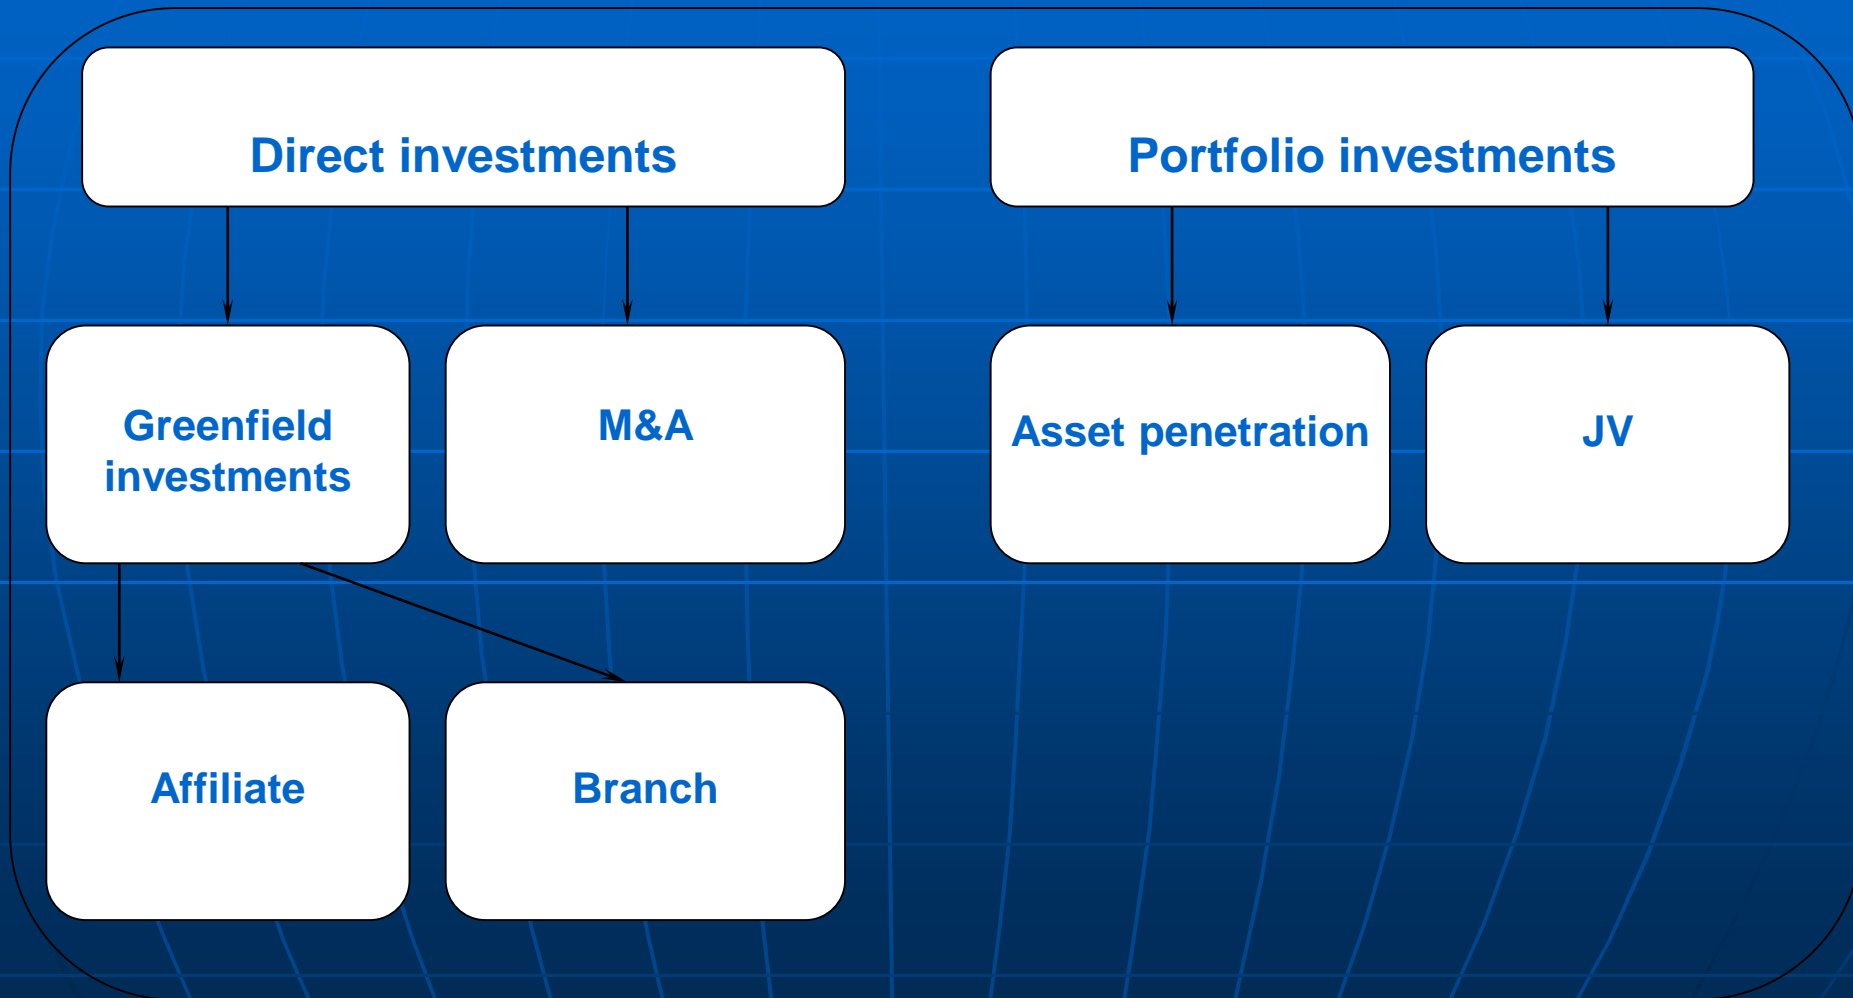 Direct investments
Portfolio investments
Greenfield
investments
M&A
Asset penetration
JV
Affiliate
Branch